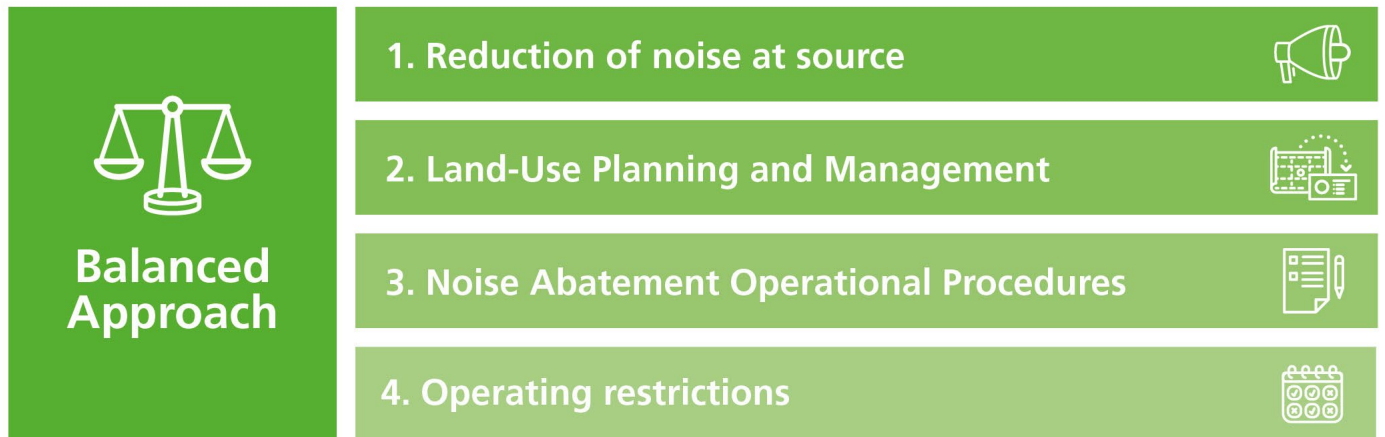 Balanced
Approach
1. Reduction of noise at source
2. Land-Use Planning and Management
3. Noise Abatement Operational Procedures
4. Operating restrictions